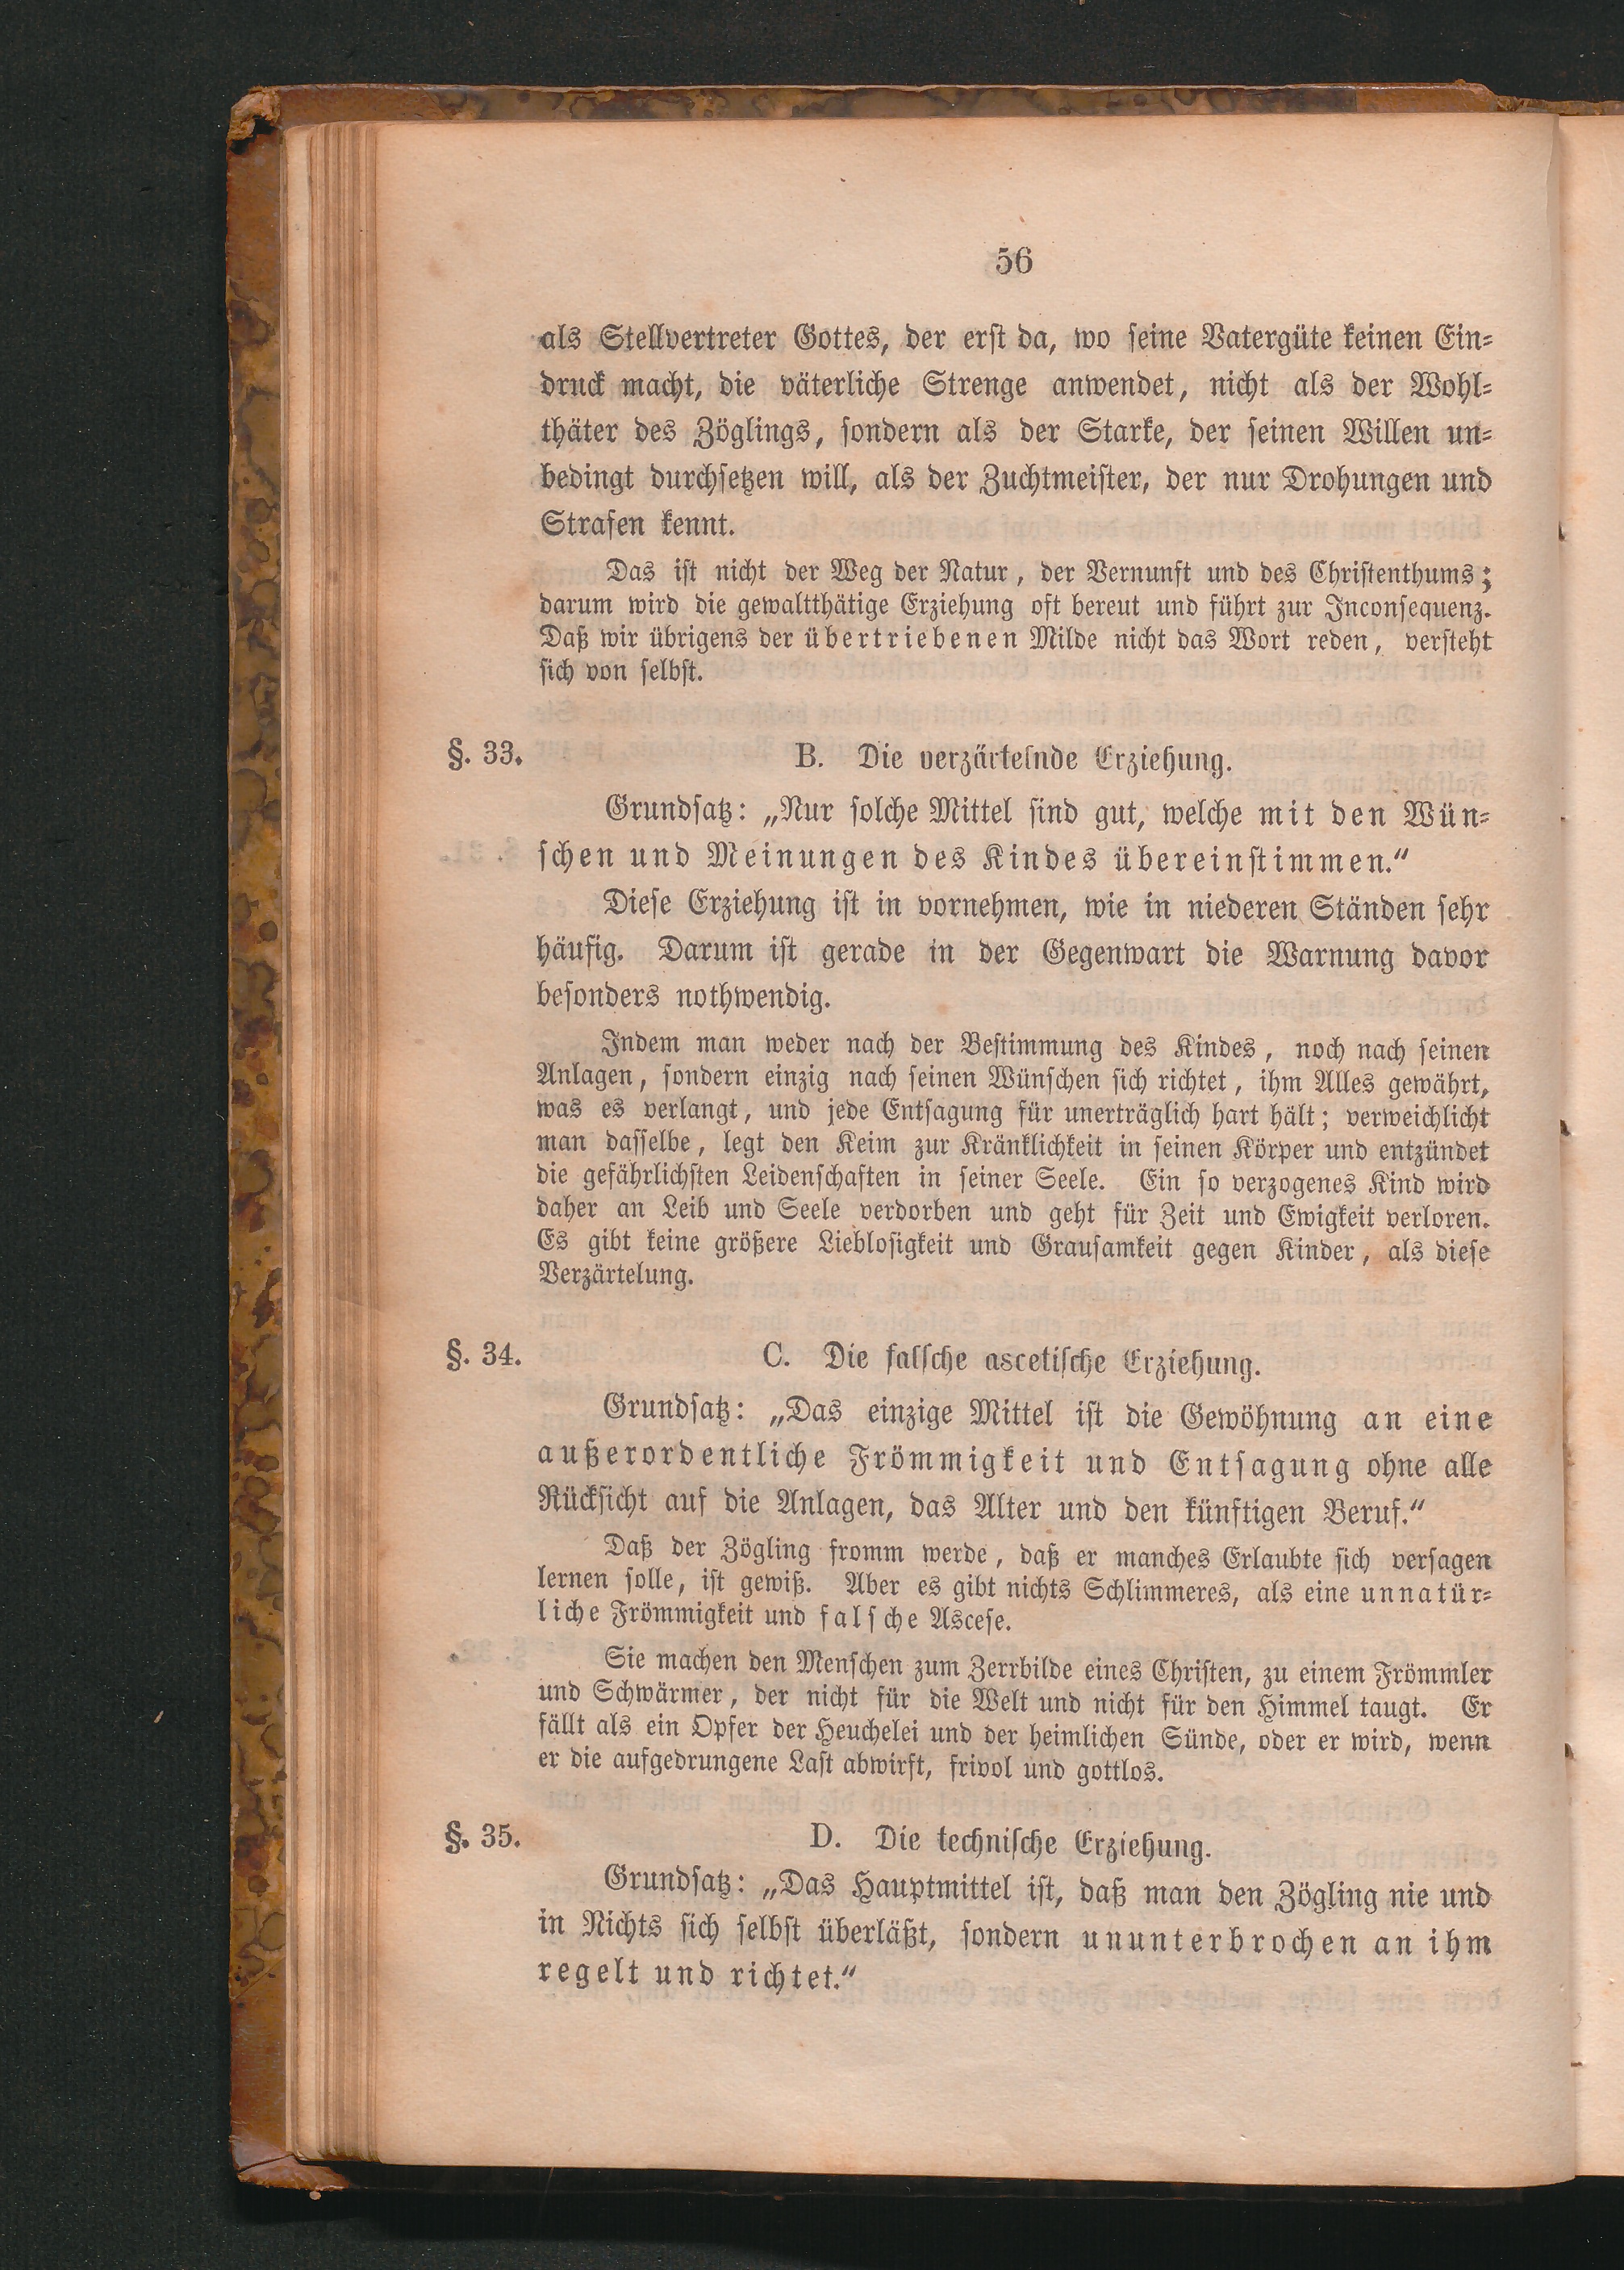 56
als Stellvertreter Gottes, der erst da, wo seine Vatergüte keinen Ein-
druck macht, die väterliche Strenge anwendet, nicht als der Wohl-
thäter des Zöglings, sondern als der Starke, der seinen Willen un-
bedingt durchsetzen will, als der Zuchtmeister, der nur Drohungen und
Strafen kennt.
Das ist nicht der Weg der Natur, der Vernunft und des Christenthums;
darum wird die gewaltthätige Erziehung oft bereut und führt zur Inconsequenz.
Daß wir übrigens der übertriebenen Milde nicht das Wort reden, versteht
sich von selbst.
§. 33. B. Die verzärtelnde Erziehung.
Grundsatz: „Nur solche Mittel sind gut, welche mit den Wün-
schen und Meinungen des Kindes übereinstimmen.“
Diese Erziehung ist in vornehmen, wie in niederen Ständen sehr
häufig. Darum ist gerade in der Gegenwart die Warnung davor
besonders nothwendig.
Indem man weder nach der Bestimmung des Kindes, noch nach seinen
Anlagen, sondern einzig nach seinen Wünschen sich richtet, ihm Alles gewährt,
was es verlangt, und jede Entsagung für unerträglich hart hält; verweichlicht
man dasselbe, legt den Keim zur Kränklichkeit in seinen Körper und entzündet
die gefährlichsten Leidenschaften in seiner Seele. Ein so verzogenes Kind wird
daher an Leib und Seele verdorben und geht für Zeit und Ewigkeit verloren.
Es gibt keine größere Lieblosigkeit und Grausamkeit gegen Kinder, als diese
Verzärtelung.
§. 34. C. Die falsche ascetische Erziehung.
Grundsatz: „Das einzige Mittel ist die Gewöhnung an eine
außerordentliche Frömmigkeit und Entsagung ohne alle
Rücksicht auf die Anlagen, das Alter und den künftigen Beruf.“
Daß der Zögling fromm werde, daß er manches Erlaubte sich versagen
lernen solle, ist gewiß. Aber es gibt nichts Schlimmeres, als eine unnatür-
liche Frömmigkeit und falsche Ascese.
Sie machen den Menschen zum Zerrbilde eines Christen, zu einem Frömmler
und Schwärmer, der nicht für die Welt und nicht für den Himmel taugt. Er
fällt als ein Opfer der Heuchelei und der heimlichen Sünde, oder er wird, wenn
er die aufgedrungene Last abwirft, frivol und gottlos.
§. 35. D. Die technische Erziehung.
Grundsatz: „Das Hauptmittel ist, daß man den Zögling nie und
in Nichts sich selbst überläßt, sondern ununterbrochen an ihm
regelt und richtet.“